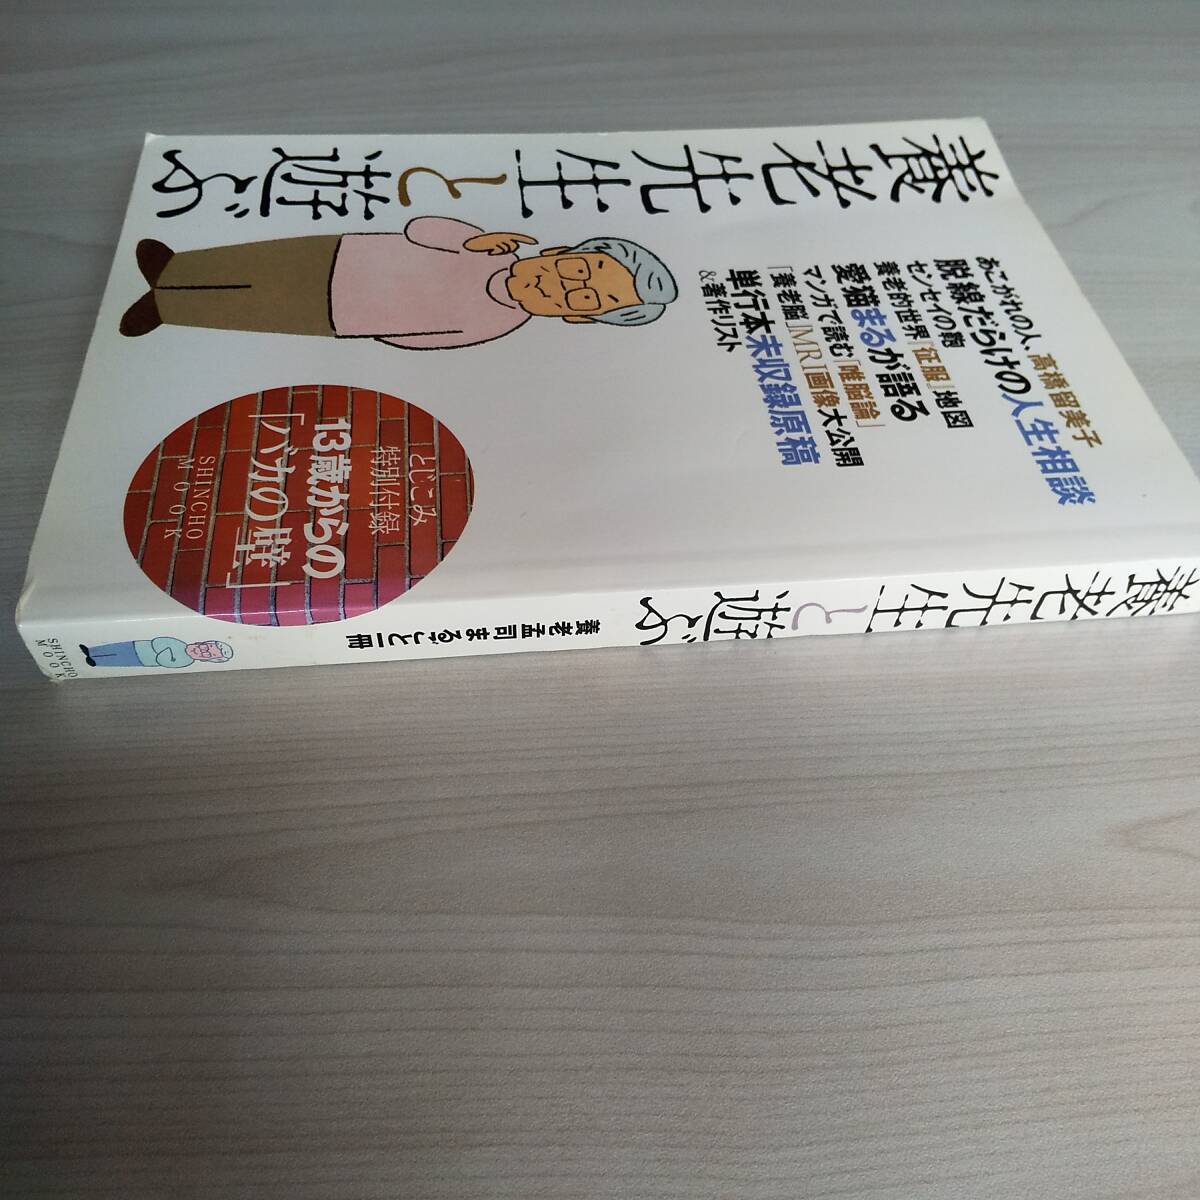 養老先生と遊ぶ
あこがれの人、高橋留美子
脱線だらけの人生相談
センセイの鞄
養老的世界「征服」地図
愛猫まるが語る
マンガで読む「唯脳論」
「養老脳」MRI画像大公開
単行本未収録原稿
&著作リスト
とじこみ
特別付録
13歳からの
「バカの壁」
SHINCHO
MOOK
養老先生と遊ぶ
養老孟司まるごと一冊
SHINCHO
MOOK